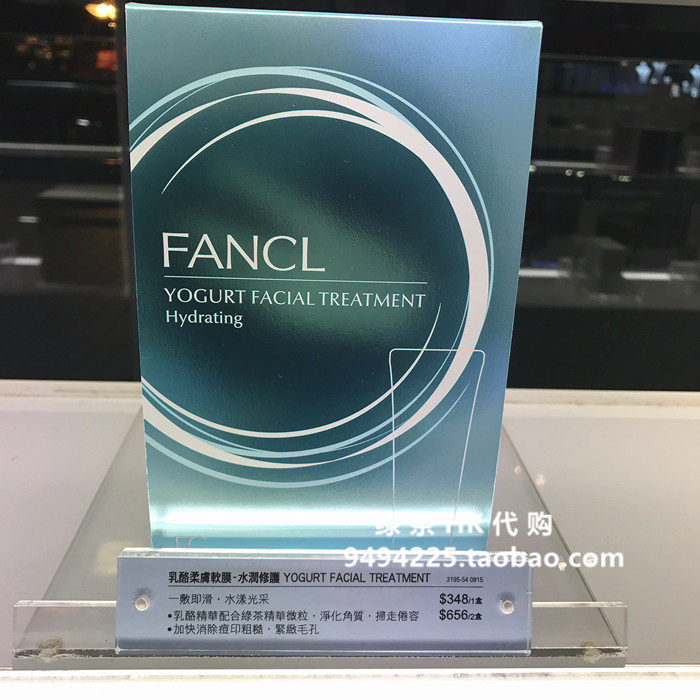 FANCL
YOGURT FACIAL TREATMENT
Hydrating
绿茶HK代购
9494225.taobao.com
乳酪柔膚軟膜-水潤修護 YOGURT FACIAL TREATMENT 3195-54 0815
一敷即滑，水漾光采 $348/1盒
•乳酪精華配合綠茶精華微粒，淨化角質，掃走倦容 $656/2盒
•加快消除痘印粗糙，緊緻毛孔